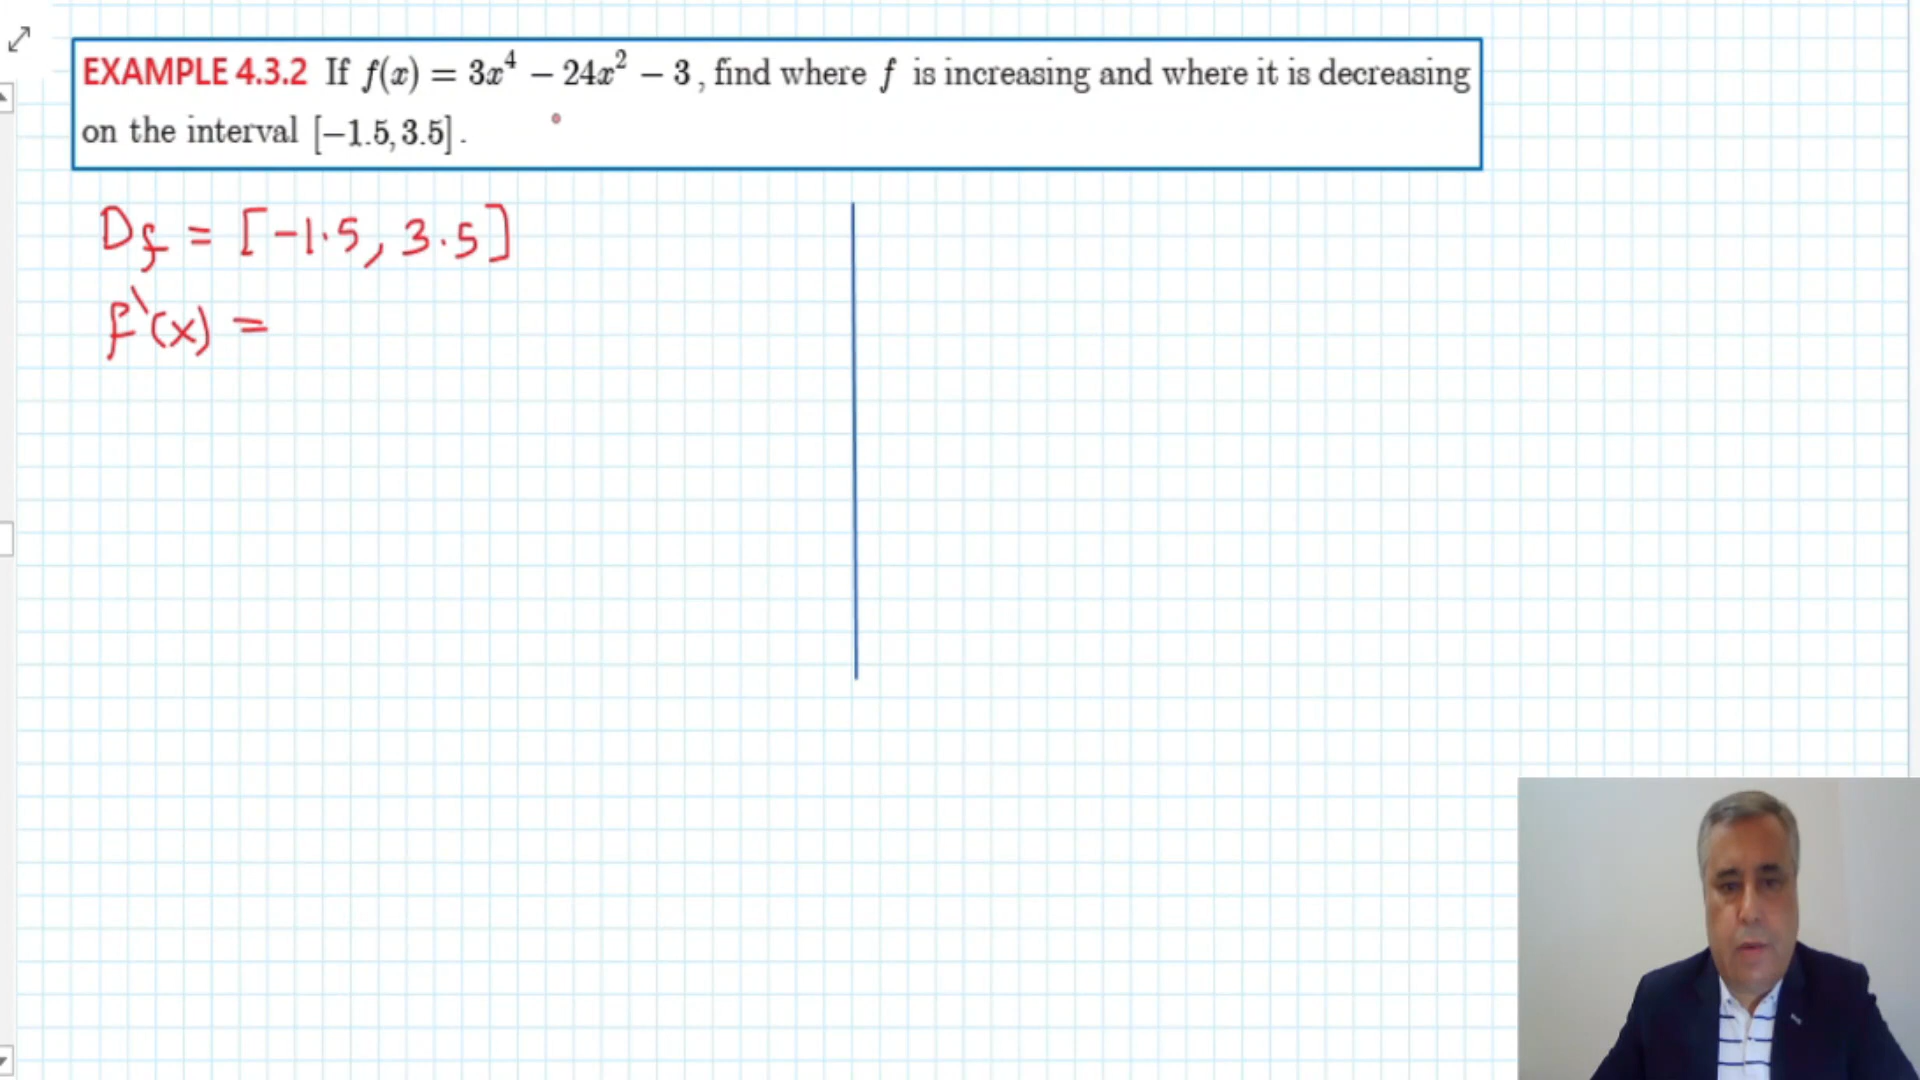 EXAMPLE 4.3.2 If f(x) = 3x⁴ − 24x² − 3, find where f is increasing and where it is decreasing
on the interval [−1.5, 3.5].
D_f = [-1.5, 3.5]
f'(x) =